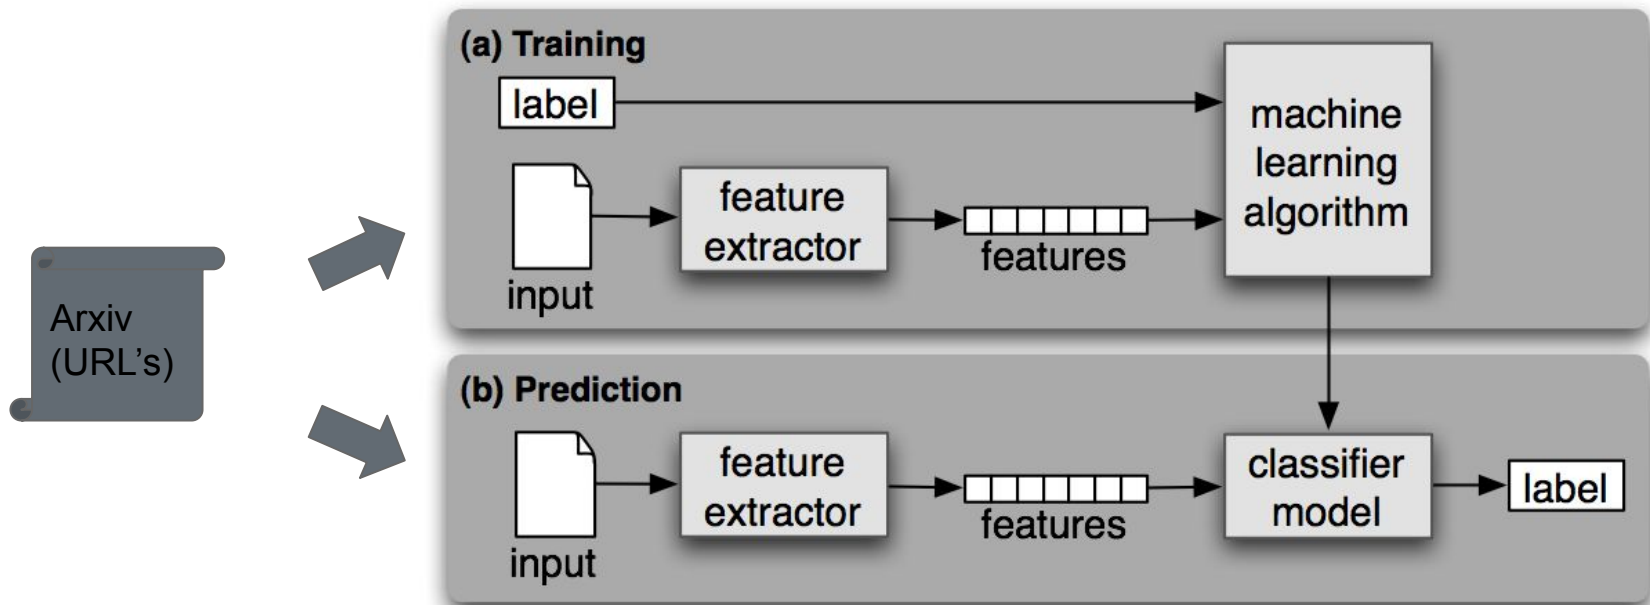 Arxiv
(URL’s)
(a) Training
label
input
feature
extractor
features
machine
learning
algorithm
(b) Prediction
input
feature
extractor
features
classifier
model
label